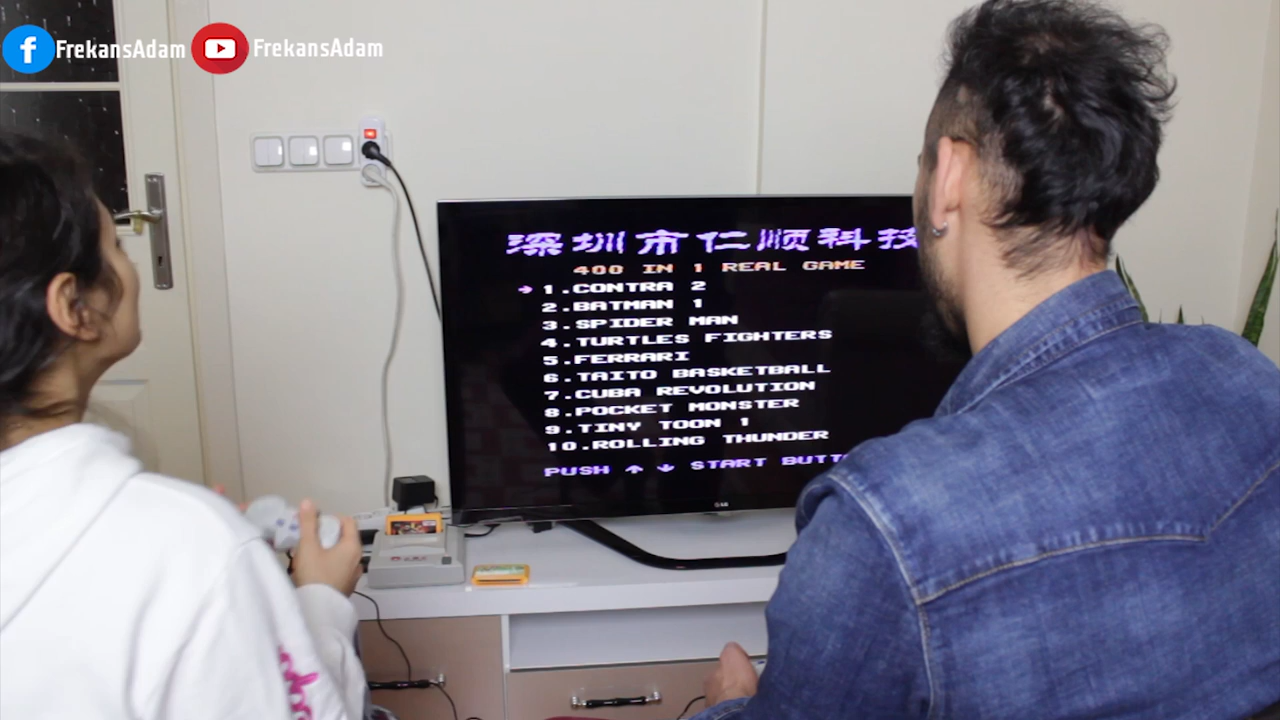 FrekansAdam FrekansAdam
深圳市仁顺科技
400 IN 1 REAL GAME
→ 1.CONTRA 2
2.BATMAN 1
3.SPIDER MAN
4.TURTLES FIGHTERS
5.FERRARI
6.TAITO BASKETBALL
7.CUBA REVOLUTION
8.POCKET MONSTER
9.TINY TOON 1
10.ROLLING THUNDER
PUSH ↑ ↓ START BUTT
LG